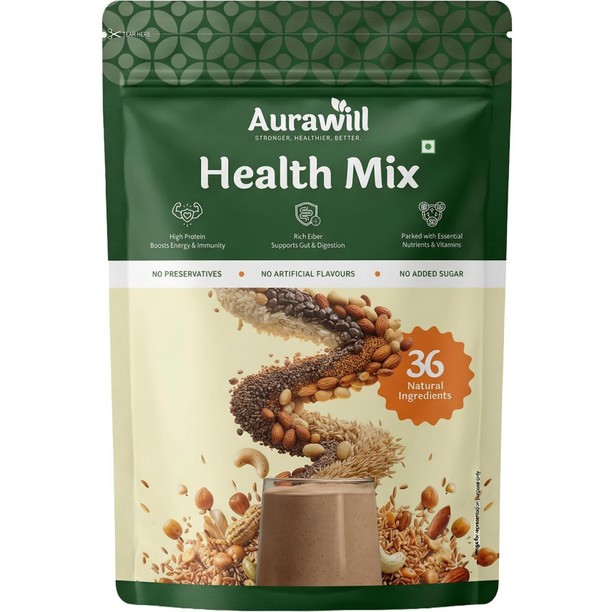 TEAR HERE
Aurawill
STRONGER, HEALTHIER, BETTER.
Health Mix
High Protein
Boosts Energy & Immunity
Rich Eiber
Supports Gut & Digestion
Packed with Essential
Nutrients & Vitamins
NO PRESERVATIVES • NO ARTIFICIAL FLAVOURS • NO ADDED SUGAR
36
Natural
Ingredients